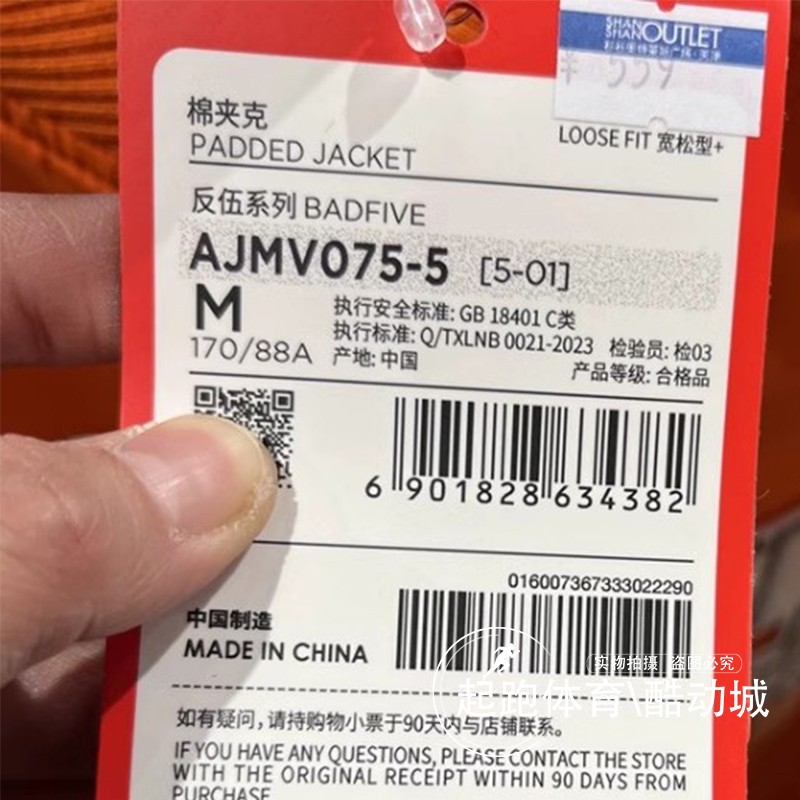 SHAN
SHAN OUTLET
¥ 559
棉夹克
PADDED JACKET
LOOSE FIT 宽松型+
反伍系列 BADFIVE
AJMV075-5 [5-01]
M
170/88A
执行安全标准: GB 18401 C类
执行标准: Q/TXLNB 0021-2023 检验员: 检03
产地: 中国
产品等级: 合格品
6 901828 634382
016007367333022290
中国制造
MADE IN CHINA
实物拍摄 盗图必究
起跑体育\酷动城
如有疑问，请持购物小票于90天内与店铺联系。
IF YOU HAVE ANY QUESTIONS, PLEASE CONTACT THE STORE
WITH THE ORIGINAL RECEIPT WITHIN 90 DAYS FROM
PURCHASE